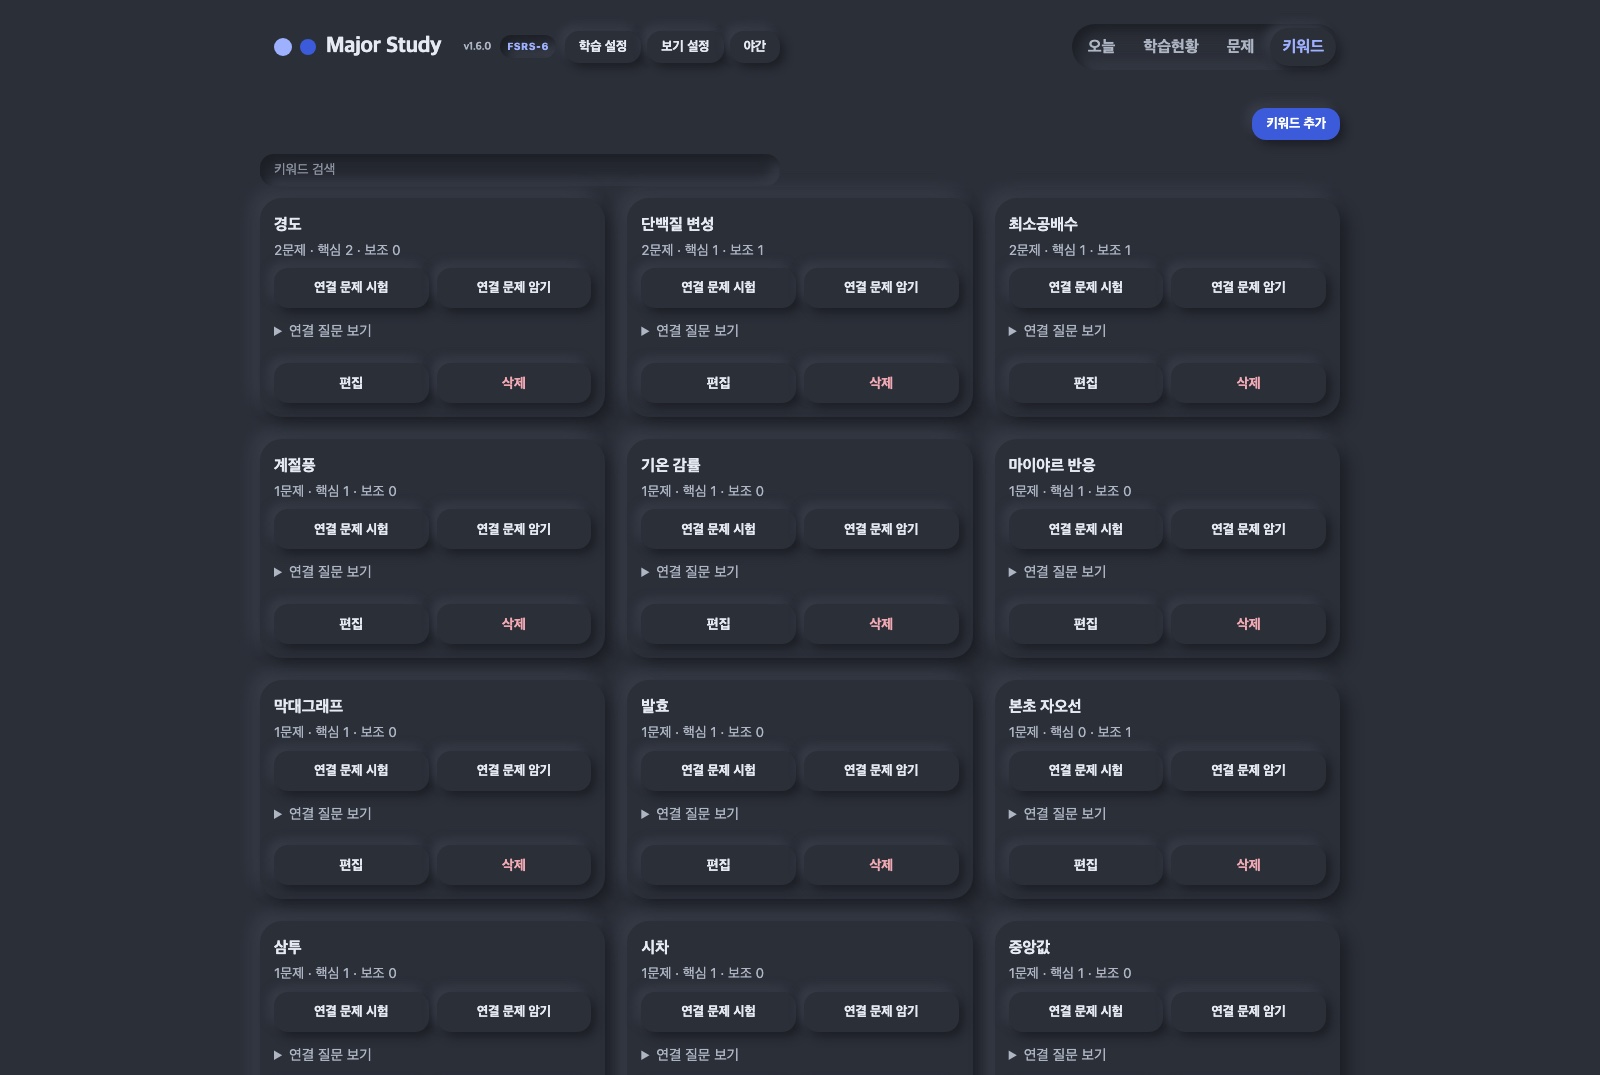 Major Study v1.6.0 FSRS-6 학습 설정 보기 설정 야간 오늘 학습현황 문제 키워드
키워드 추가
키워드 검색
경도 단백질 변성 최소공배수
2문제 · 핵심 2 · 보조 0 2문제 · 핵심 1 · 보조 1 2문제 · 핵심 1 · 보조 1
연결 문제 시험 연결 문제 암기 연결 문제 시험 연결 문제 암기 연결 문제 시험 연결 문제 암기
▶ 연결 질문 보기 ▶ 연결 질문 보기 ▶ 연결 질문 보기
편집 삭제 편집 삭제 편집 삭제
계절풍 기온 감률 마이야르 반응
1문제 · 핵심 1 · 보조 0 1문제 · 핵심 1 · 보조 0 1문제 · 핵심 1 · 보조 0
연결 문제 시험 연결 문제 암기 연결 문제 시험 연결 문제 암기 연결 문제 시험 연결 문제 암기
▶ 연결 질문 보기 ▶ 연결 질문 보기 ▶ 연결 질문 보기
편집 삭제 편집 삭제 편집 삭제
막대그래프 발효 본초 자오선
1문제 · 핵심 1 · 보조 0 1문제 · 핵심 1 · 보조 0 1문제 · 핵심 0 · 보조 1
연결 문제 시험 연결 문제 암기 연결 문제 시험 연결 문제 암기 연결 문제 시험 연결 문제 암기
▶ 연결 질문 보기 ▶ 연결 질문 보기 ▶ 연결 질문 보기
편집 삭제 편집 삭제 편집 삭제
삼투 시차 중앙값
1문제 · 핵심 1 · 보조 0 1문제 · 핵심 1 · 보조 0 1문제 · 핵심 1 · 보조 0
연결 문제 시험 연결 문제 암기 연결 문제 시험 연결 문제 암기 연결 문제 시험 연결 문제 암기
▶ 연결 질문 보기 ▶ 연결 질문 보기 ▶ 연결 질문 보기